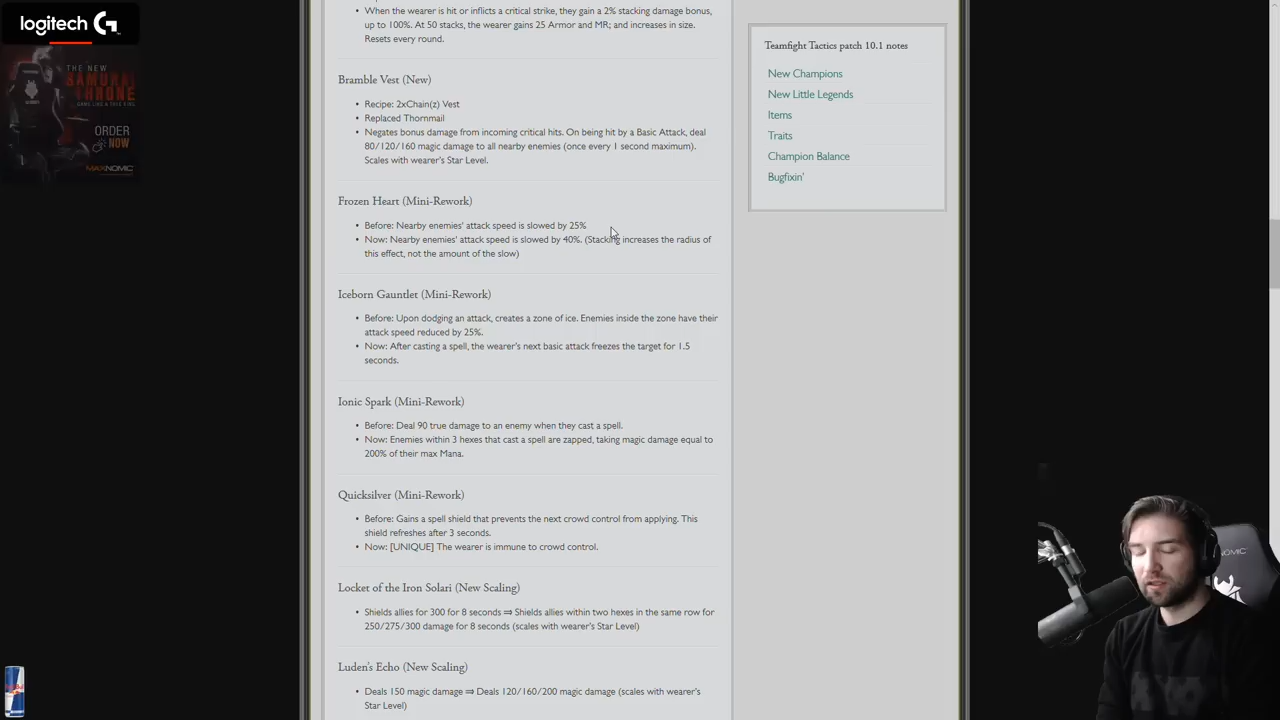 logitech G
THE NEW
SAMURAI
THRONE
GAME LIKE A TRUE KING
ORDER
NOW
MAXNOMIC
• When the wearer is hit or inflicts a critical strike, they gain a 2% stacking damage bonus,
up to 100%. At 50 stacks, the wearer gains 25 Armor and MR; and increases in size.
Resets every round.
Bramble Vest (New)
• Recipe: 2xChain(z) Vest
• Replaced Thornmail
• Negates bonus damage from incoming critical hits. On being hit by a Basic Attack, deal
80/120/160 magic damage to all nearby enemies (once every 1 second maximum).
Scales with wearer's Star Level.
Frozen Heart (Mini-Rework)
• Before: Nearby enemies' attack speed is slowed by 25%
• Now: Nearby enemies' attack speed is slowed by 40%. (Stacking increases the radius of
this effect, not the amount of the slow)
Iceborn Gauntlet (Mini-Rework)
• Before: Upon dodging an attack, creates a zone of ice. Enemies inside the zone have their
attack speed reduced by 25%.
• Now: After casting a spell, the wearer's next basic attack freezes the target for 1.5
seconds.
Ionic Spark (Mini-Rework)
• Before: Deal 90 true damage to an enemy when they cast a spell.
• Now: Enemies within 3 hexes that cast a spell are zapped, taking magic damage equal to
200% of their max Mana.
Quicksilver (Mini-Rework)
• Before: Gains a spell shield that prevents the next crowd control from applying. This
shield refreshes after 3 seconds.
• Now: [UNIQUE] The wearer is immune to crowd control.
Locket of the Iron Solari (New Scaling)
• Shields allies for 300 for 8 seconds ⇒ Shields allies within two hexes in the same row for
250/275/300 damage for 8 seconds (scales with wearer's Star Level)
Luden's Echo (New Scaling)
• Deals 150 magic damage ⇒ Deals 120/160/200 magic damage (scales with wearer's
Star Level)
Teamfight Tactics patch 10.1 notes
New Champions
New Little Legends
Items
Traits
Champion Balance
Bugfixin'